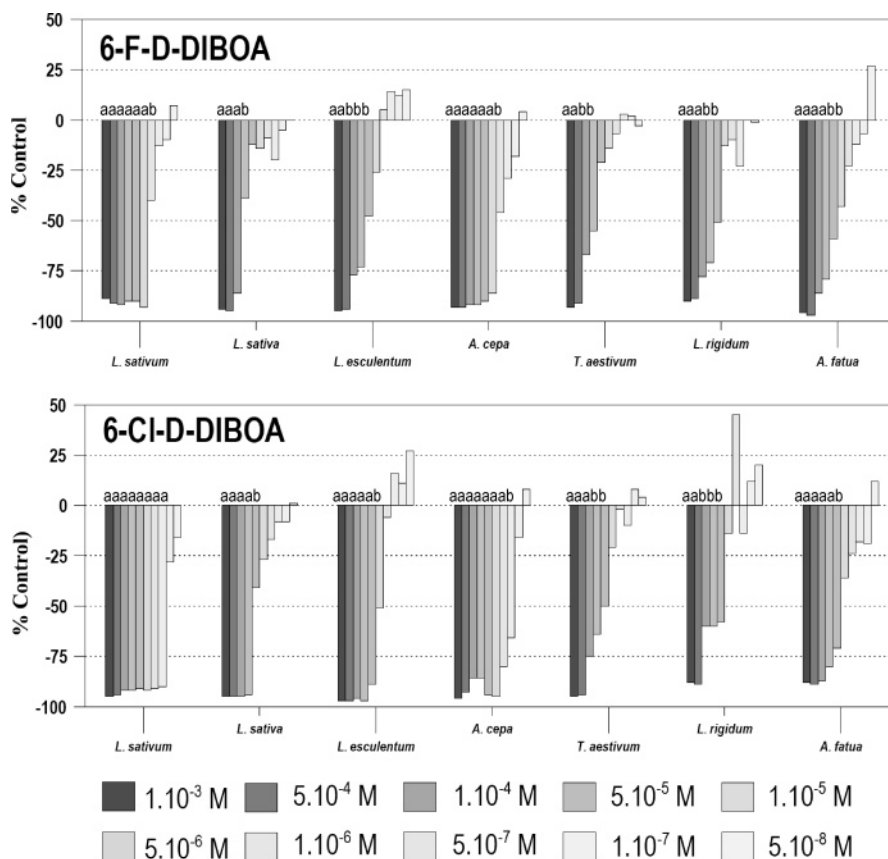 50
6-F-D-DIBOA
25
aaaaaab aaab aabbb aaaaaab aabb aaabb aaaabb
0
-25
-50
-75
-100
% Control
L. sativum L. sativa L. esculentum A. cepa T. aestivum L. rigidum A. fatua
50
6-Cl-D-DIBOA
25
aaaaaaaa aaaab aaaaab aaaaaaab aaabb aabbb aaaaab
0
-25
-50
-75
-100
% Control)
L. sativum L. sativa L. esculentum A. cepa T. aestivum L. rigidum A. fatua
1.10⁻³ M 5.10⁻⁴ M 1.10⁻⁴ M 5.10⁻⁵ M 1.10⁻⁵ M
5.10⁻⁶ M 1.10⁻⁶ M 5.10⁻⁷ M 1.10⁻⁷ M 5.10⁻⁸ M